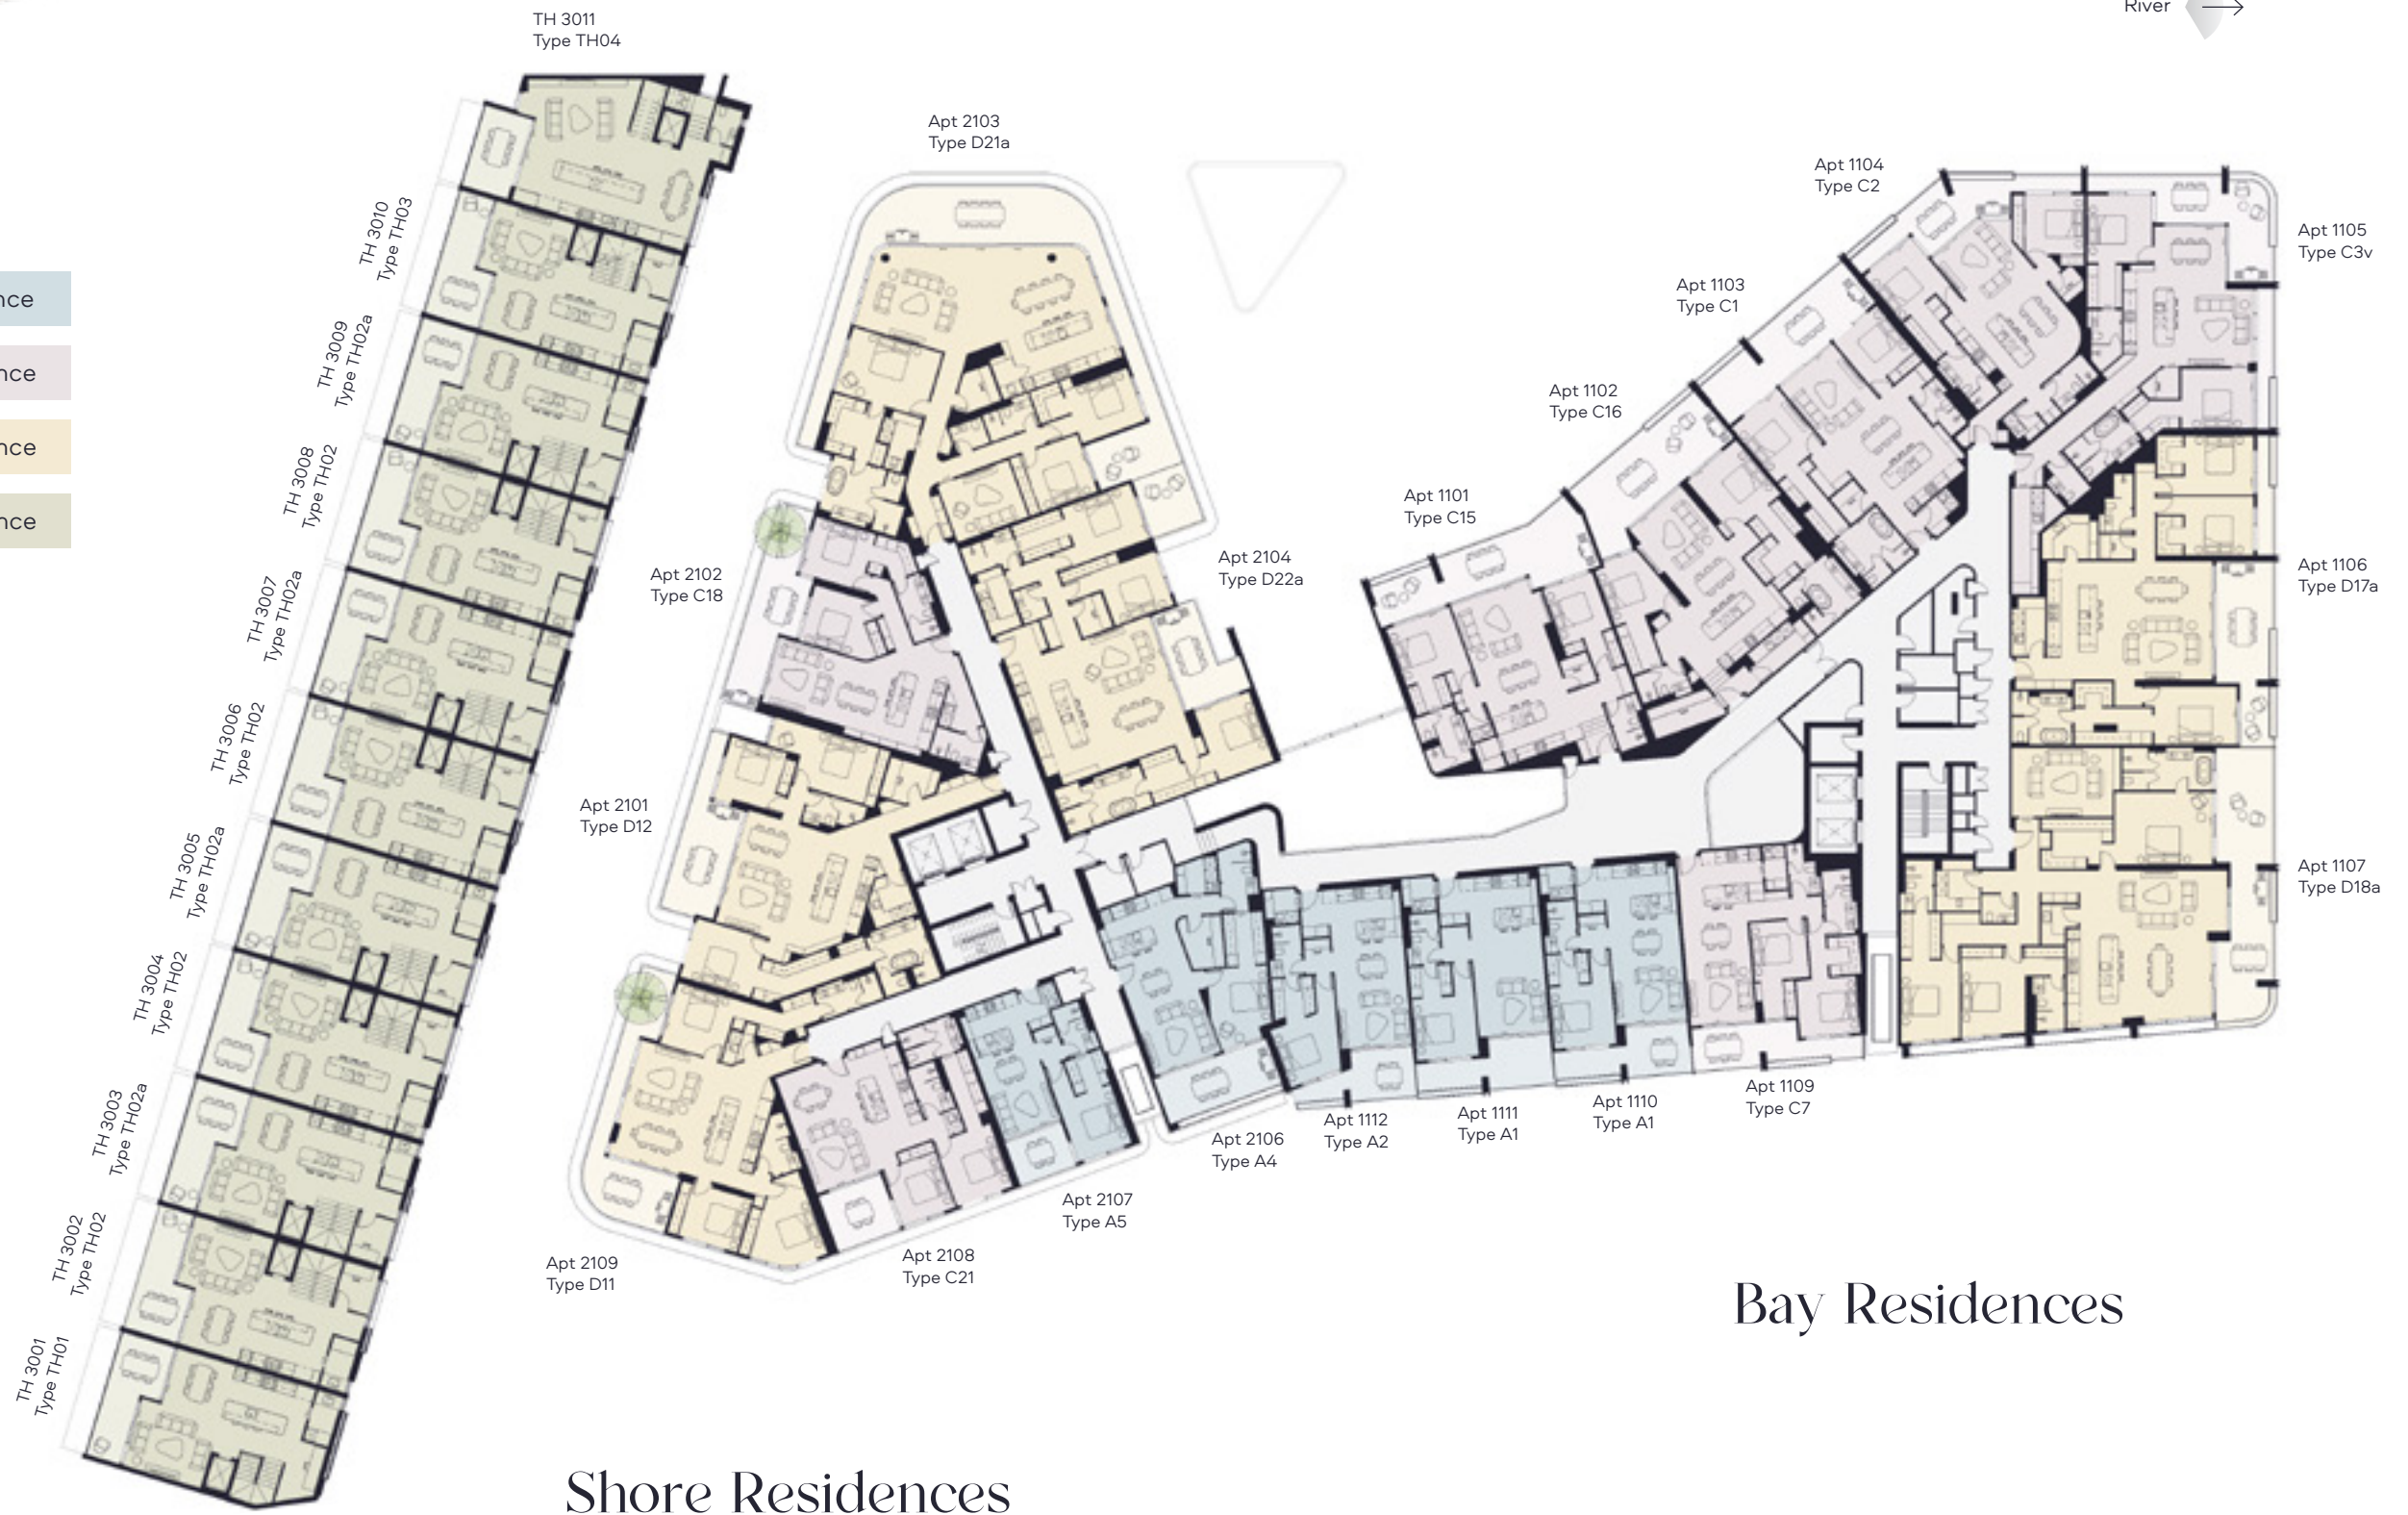 TH 3011
Type TH04
River
Apt 2103
Type D21a
Apt 1104
Type C2
TH 3010
Type TH03
Apt 1105
Type C3v
nce
Apt 1103
Type C1
TH 3009
Type TH02a
nce
Apt 1102
Type C16
nce
TH 3008
Type TH02
Apt 1101
Type C15
nce
Apt 2102
Type C18
Apt 2104
Type D22a
Apt 1106
Type D17a
TH 3007
Type TH02a
TH 3006
Type TH02
Apt 2101
Type D12
TH 3005
Type TH02a
Apt 1107
Type D18a
TH 3004
Type TH02
TH 3003
Type TH02a
Apt 1109
Type C7
Apt 1110
Type A1
Apt 1111
Type A1
Apt 1112
Type A2
Apt 2106
Type A4
Apt 2107
Type A5
TH 3002
Type TH02
Apt 2108
Type C21
Apt 2109
Type D11
Bay Residences
TH 3001
Type TH01
Shore Residences